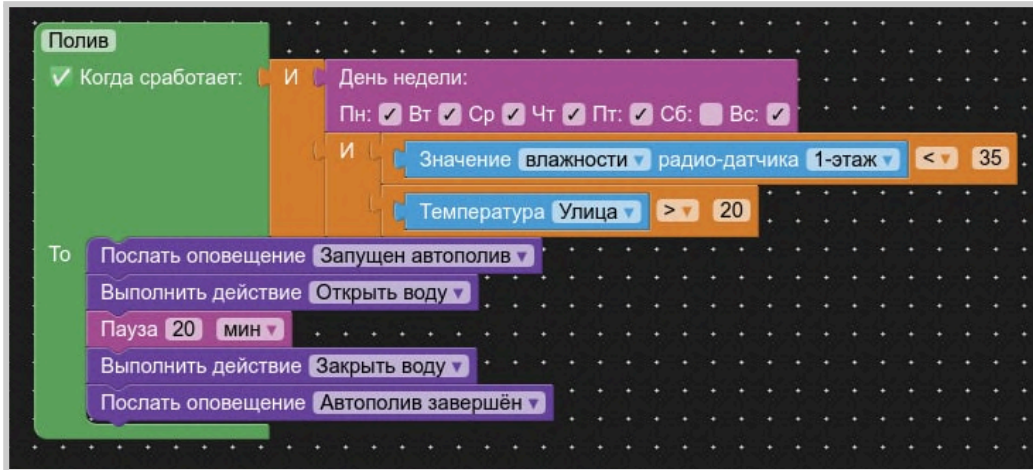 Полив
Когда сработает: И День недели:
Пн: Вт Ср Чт Пт: Сб: Вс:
И Значение влажности радио-датчика 1-этаж < 35
Температура Улица > 20
То Послать оповещение Запущен автополив
Выполнить действие Открыть воду
Пауза 20 мин
Выполнить действие Закрыть воду
Послать оповещение Автополив завершён